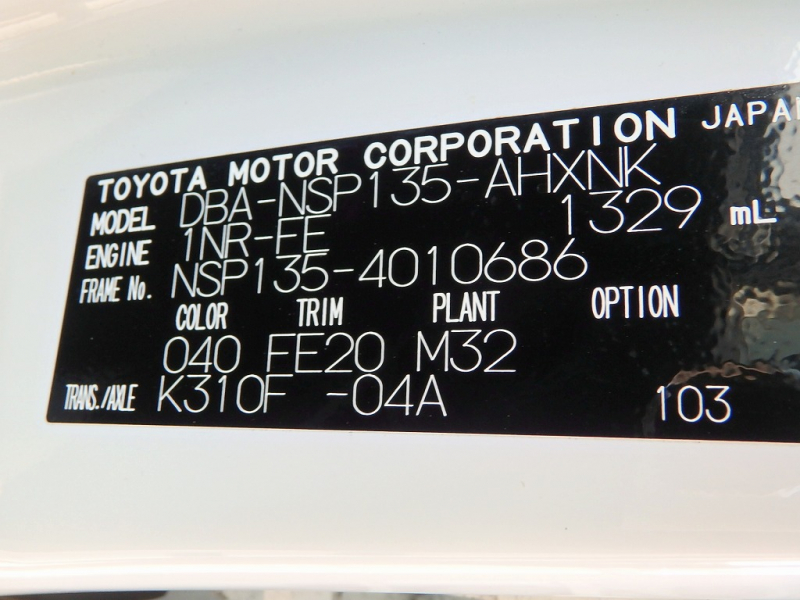 TOYOTA MOTOR CORPORATION JAPAN
MODEL DBA-NSP135-AHXNK
ENGINE 1NR-FE 1329 mL
FRAME No. NSP135-4010686
COLOR TRIM PLANT OPTION
040 FE20 M32
TRANS./AXLE K310F -04A 103